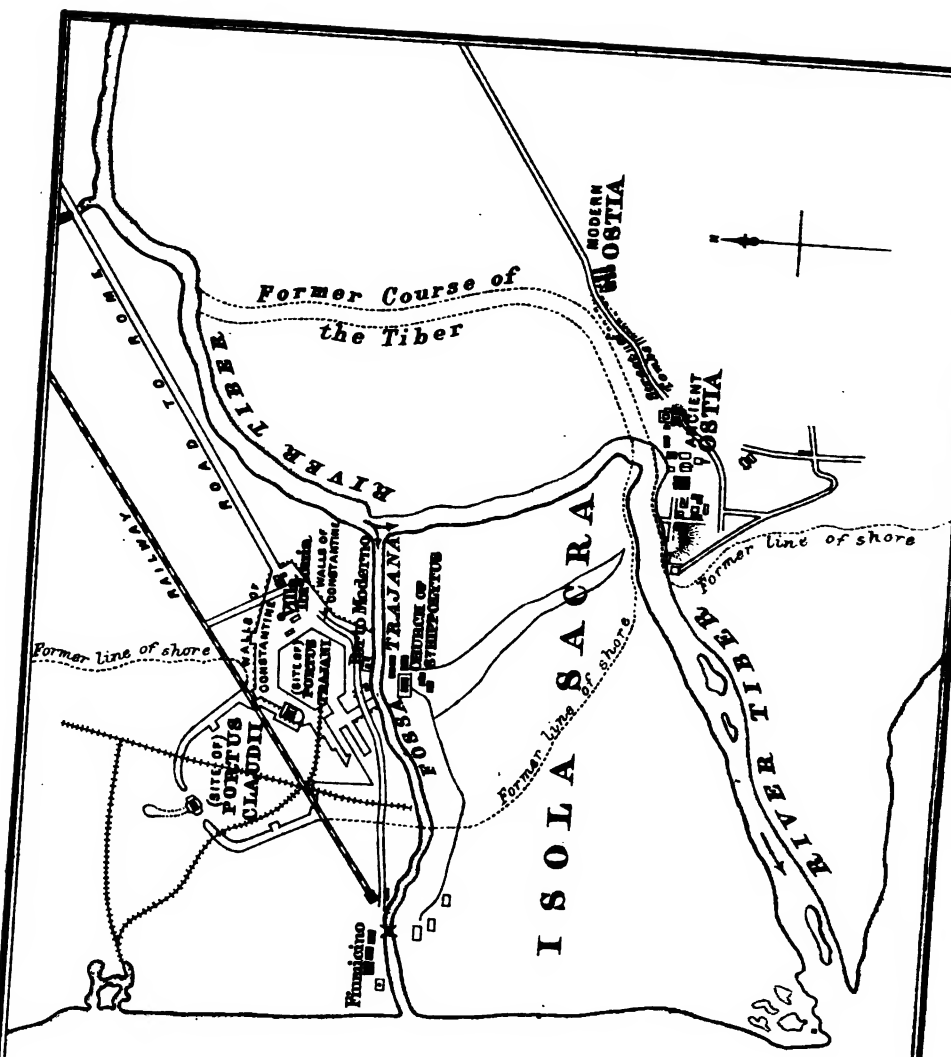 ROAD TO ROME
RAILWAY
Former Course of
the Tiber
RIVER TIBER
MODERN
OSTIA
N
Tombs
ANCIENT
OSTIA
Former line of shore
Former line of shore
WALLS OF
CONSTANTINE
WALLS OF
CONSTANTINE
Villa
(SITE OF)
PORTUS
TRAJANI
Porto Moderno
FOSSA TRAJANA
CHURCH OF
(SITE OF)
PORTUS
CLAUDII
Former line of shore
ISOLA SACRA
RIVER TIBER
Fiumicino